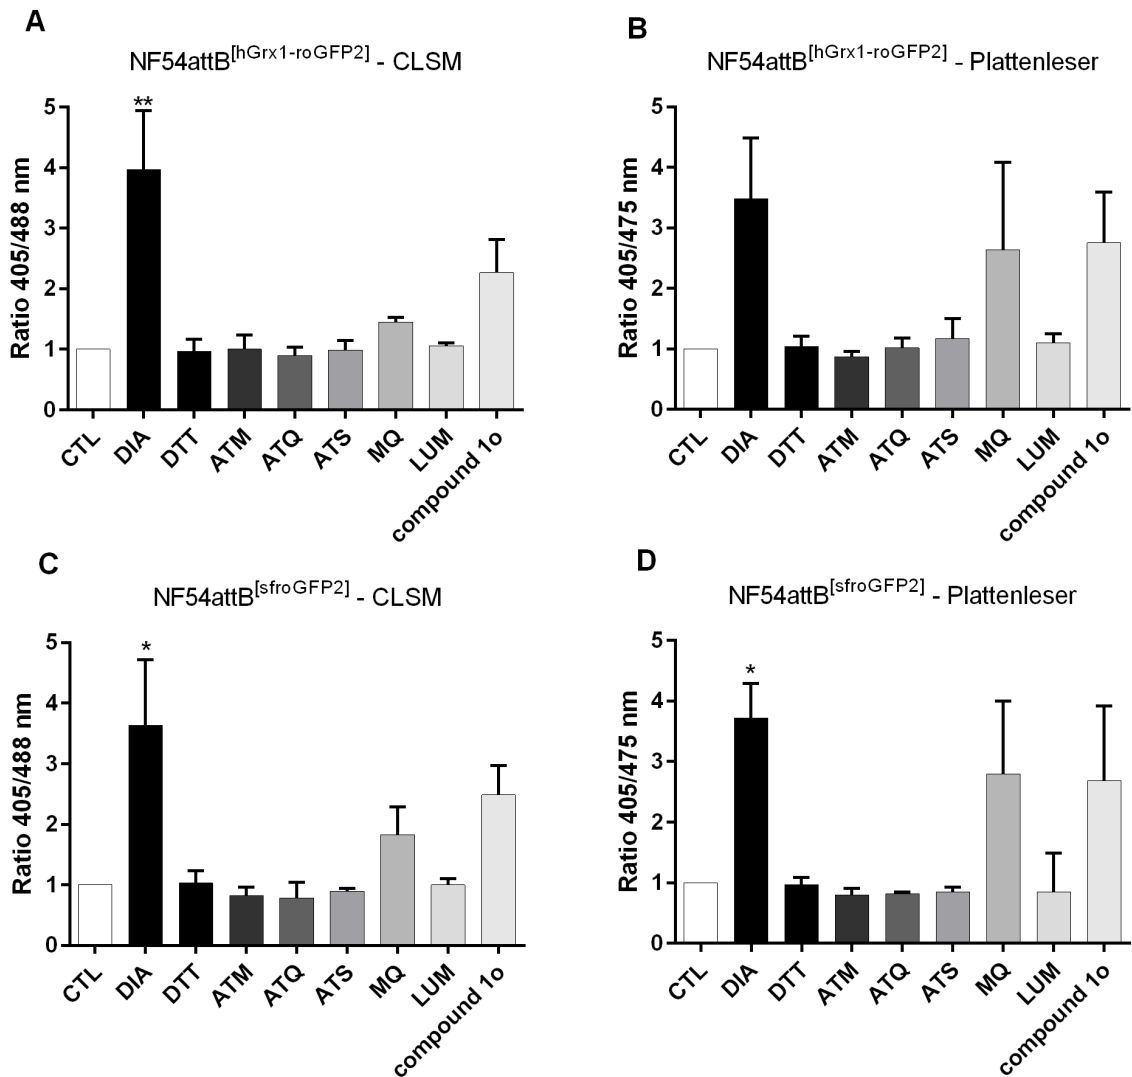 A
NF54attB[hGrx1-roGFP2] - CLSM
Ratio 405/488 nm
5
4
3
2
1
0
**
CTL
DIA
DTT
ATM
ATQ
ATS
MQ
LUM
compound 1o
B
NF54attB[hGrx1-roGFP2] - Plattenleser
Ratio 405/475 nm
5
4
3
2
1
0
CTL
DIA
DTT
ATM
ATQ
ATS
MQ
LUM
compound 1o
C
NF54attB[sfroGFP2] - CLSM
Ratio 405/488 nm
5
4
3
2
1
0
*
CTL
DIA
DTT
ATM
ATQ
ATS
MQ
LUM
compound 1o
D
NF54attB[sfroGFP2] - Plattenleser
Ratio 405/475 nm
5
4
3
2
1
0
*
CTL
DIA
DTT
ATM
ATQ
ATS
MQ
LUM
compound 1o